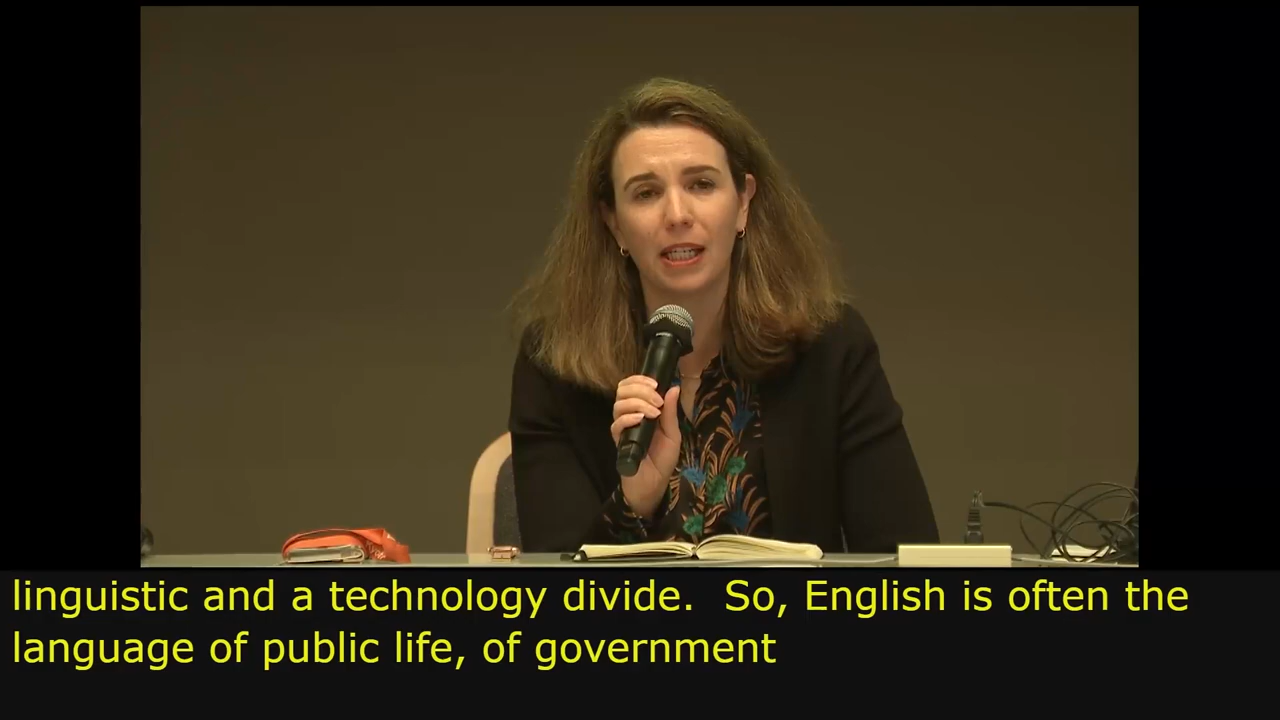 linguistic and a technology divide.  So, English is often the
language of public life, of government